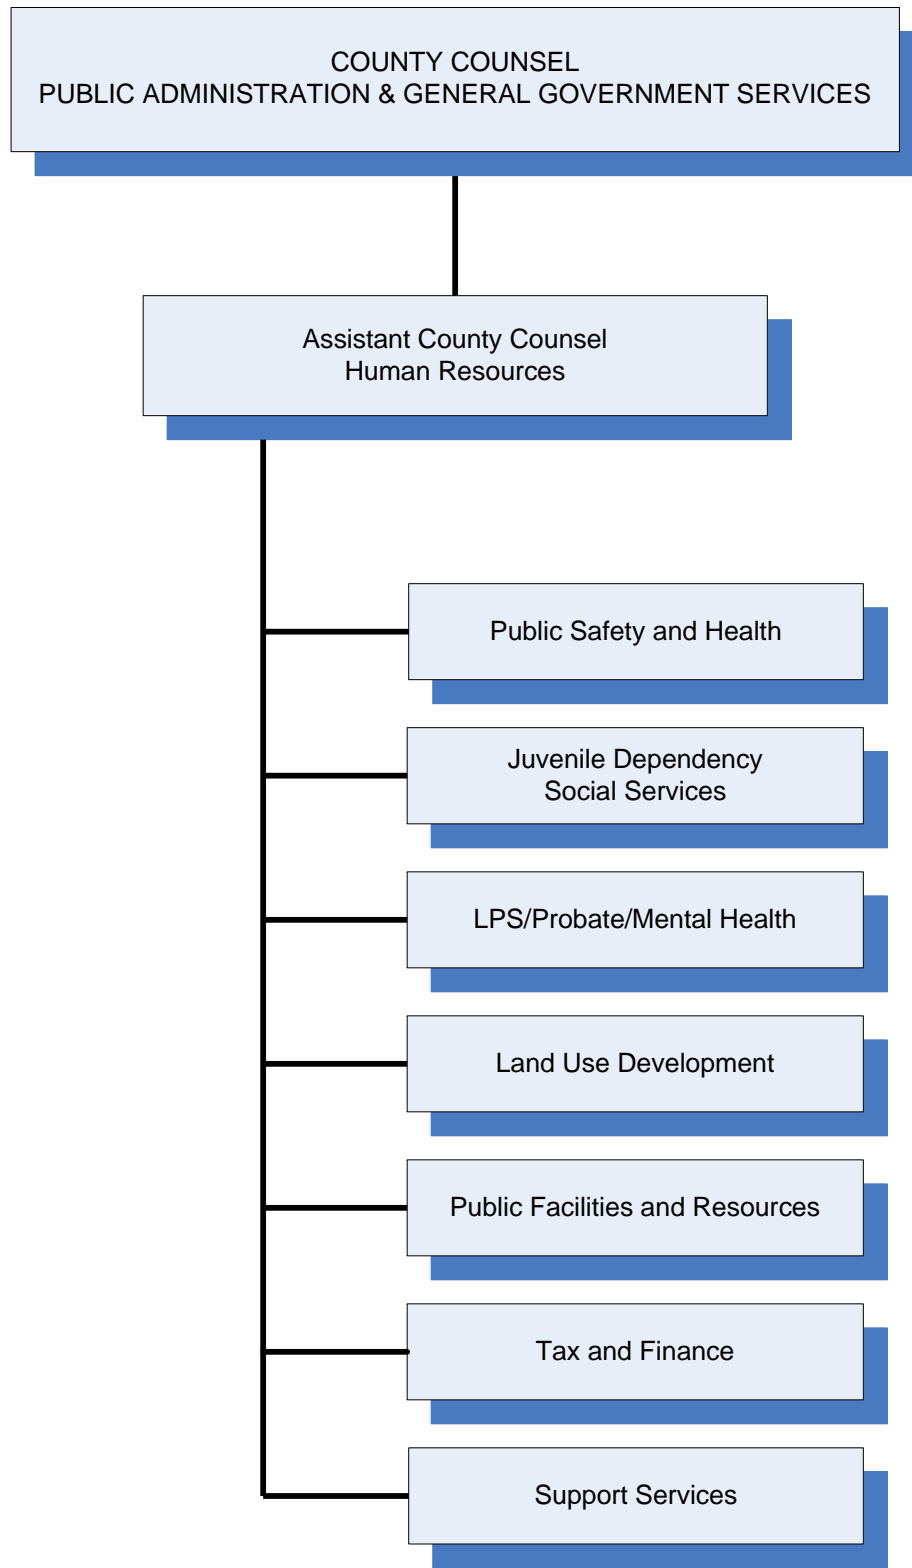 COUNTY COUNSEL
PUBLIC ADMINISTRATION & GENERAL GOVERNMENT SERVICES
Assistant County Counsel
Human Resources
Public Safety and Health
Juvenile Dependency
Social Services
LPS/Probate/Mental Health
Land Use Development
Public Facilities and Resources
Tax and Finance
Support Services